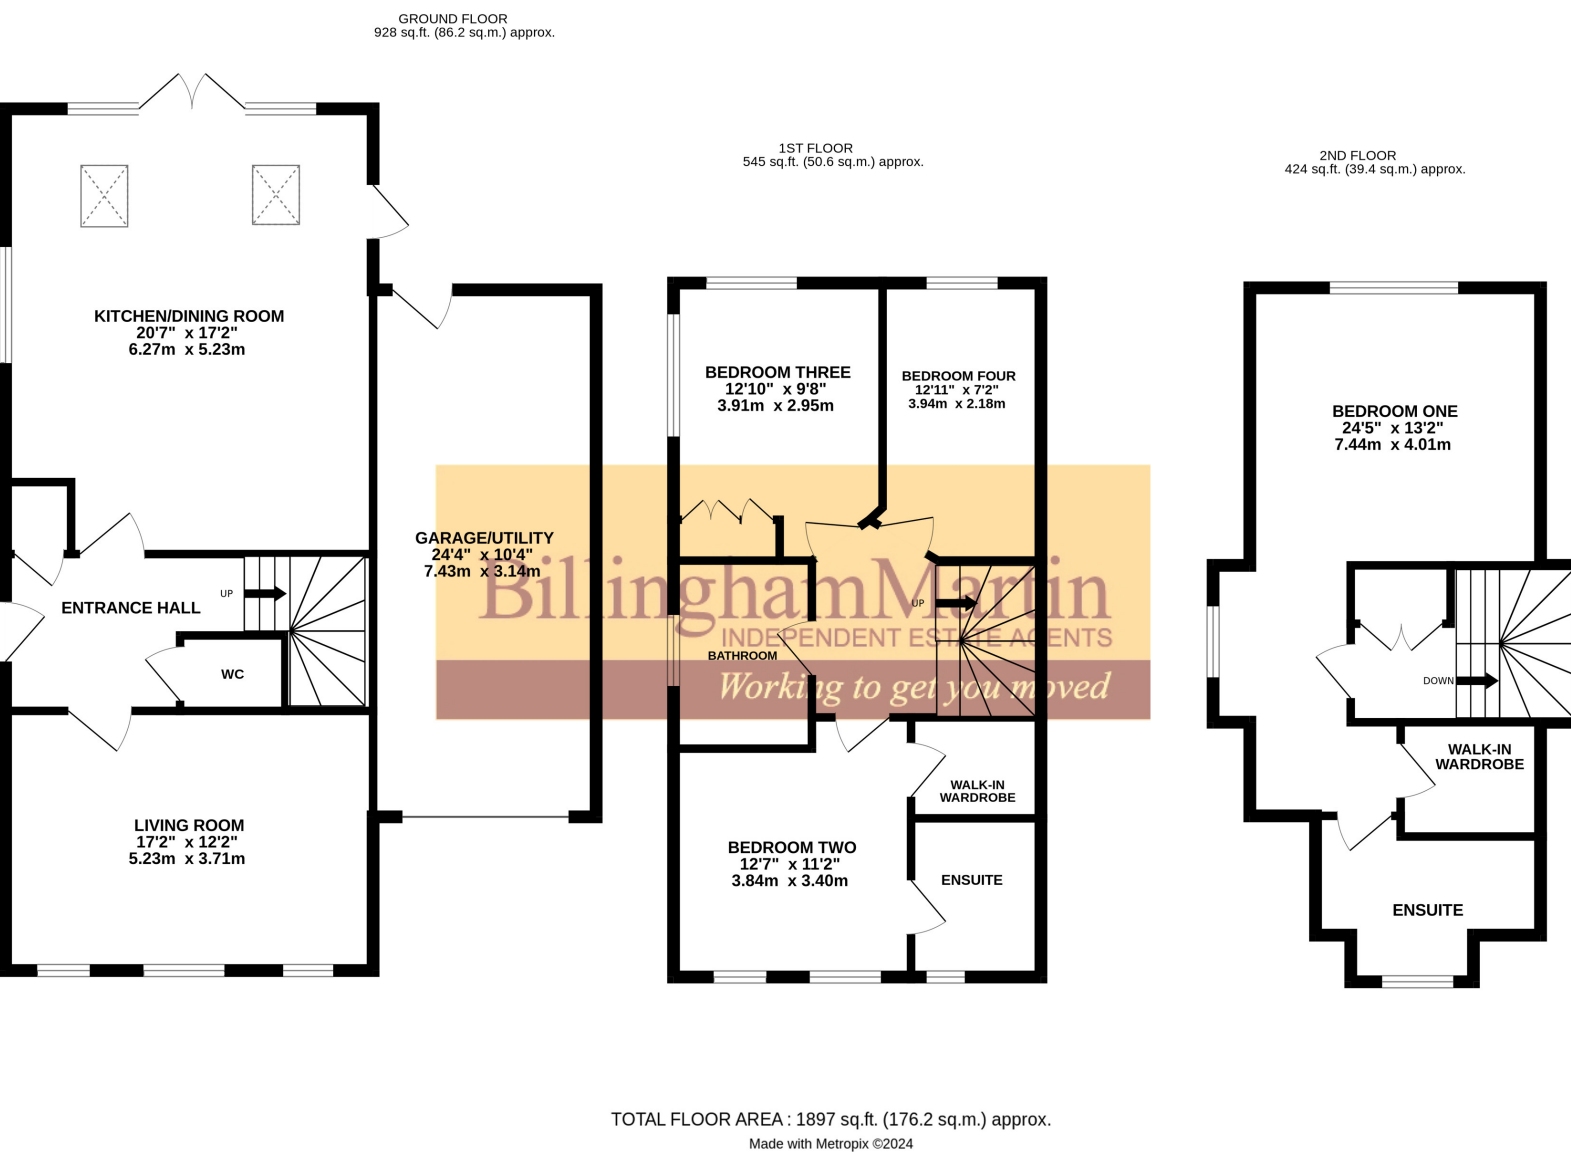 GROUND FLOOR
928 sq.ft. (86.2 sq.m.) approx.
KITCHEN/DINING ROOM
20'7" x 17'2"
6.27m x 5.23m
GARAGE/UTILITY
24'4" x 10'4"
7.43m x 3.14m
ENTRANCE HALL
UP
WC
LIVING ROOM
17'2" x 12'2"
5.23m x 3.71m
1ST FLOOR
545 sq.ft. (50.6 sq.m.) approx.
BEDROOM THREE
12'10" x 9'8"
3.91m x 2.95m
BEDROOM FOUR
12'11" x 7'2"
3.94m x 2.18m
BillinghamMartin
INDEPENDENT ESTATE AGENTS
Working to get you moved
UP
BATHROOM
WALK-IN
WARDROBE
BEDROOM TWO
12'7" x 11'2"
3.84m x 3.40m
ENSUITE
2ND FLOOR
424 sq.ft. (39.4 sq.m.) approx.
BEDROOM ONE
24'5" x 13'2"
7.44m x 4.01m
DOWN
WALK-IN
WARDROBE
ENSUITE
TOTAL FLOOR AREA : 1897 sq.ft. (176.2 sq.m.) approx.
Made with Metropix ©2024